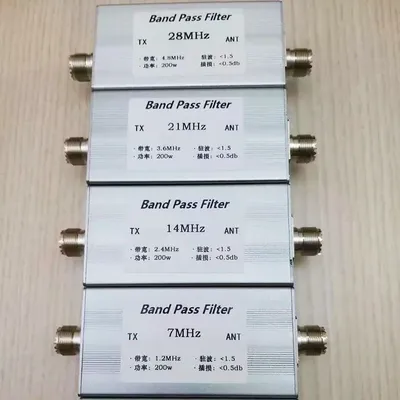 Band Pass Filter
TX 28MHz ANT
· 带宽: 4.8MHz · 驻波: <1.5
· 功率: 200w · 插损: <0.5db
Band Pass Filter
TX 21MHz ANT
· 带宽: 3.6MHz · 驻波: <1.5
· 功率: 200w · 插损: <0.5db
Band Pass Filter
TX 14MHz ANT
· 带宽: 2.4MHz · 驻波: <1.5
· 功率: 200w · 插损: <0.5db
Band Pass Filter
TX 7MHz ANT
· 带宽: 1.2MHz · 驻波: <1.5
· 功率: 200w · 插损: <0.5db